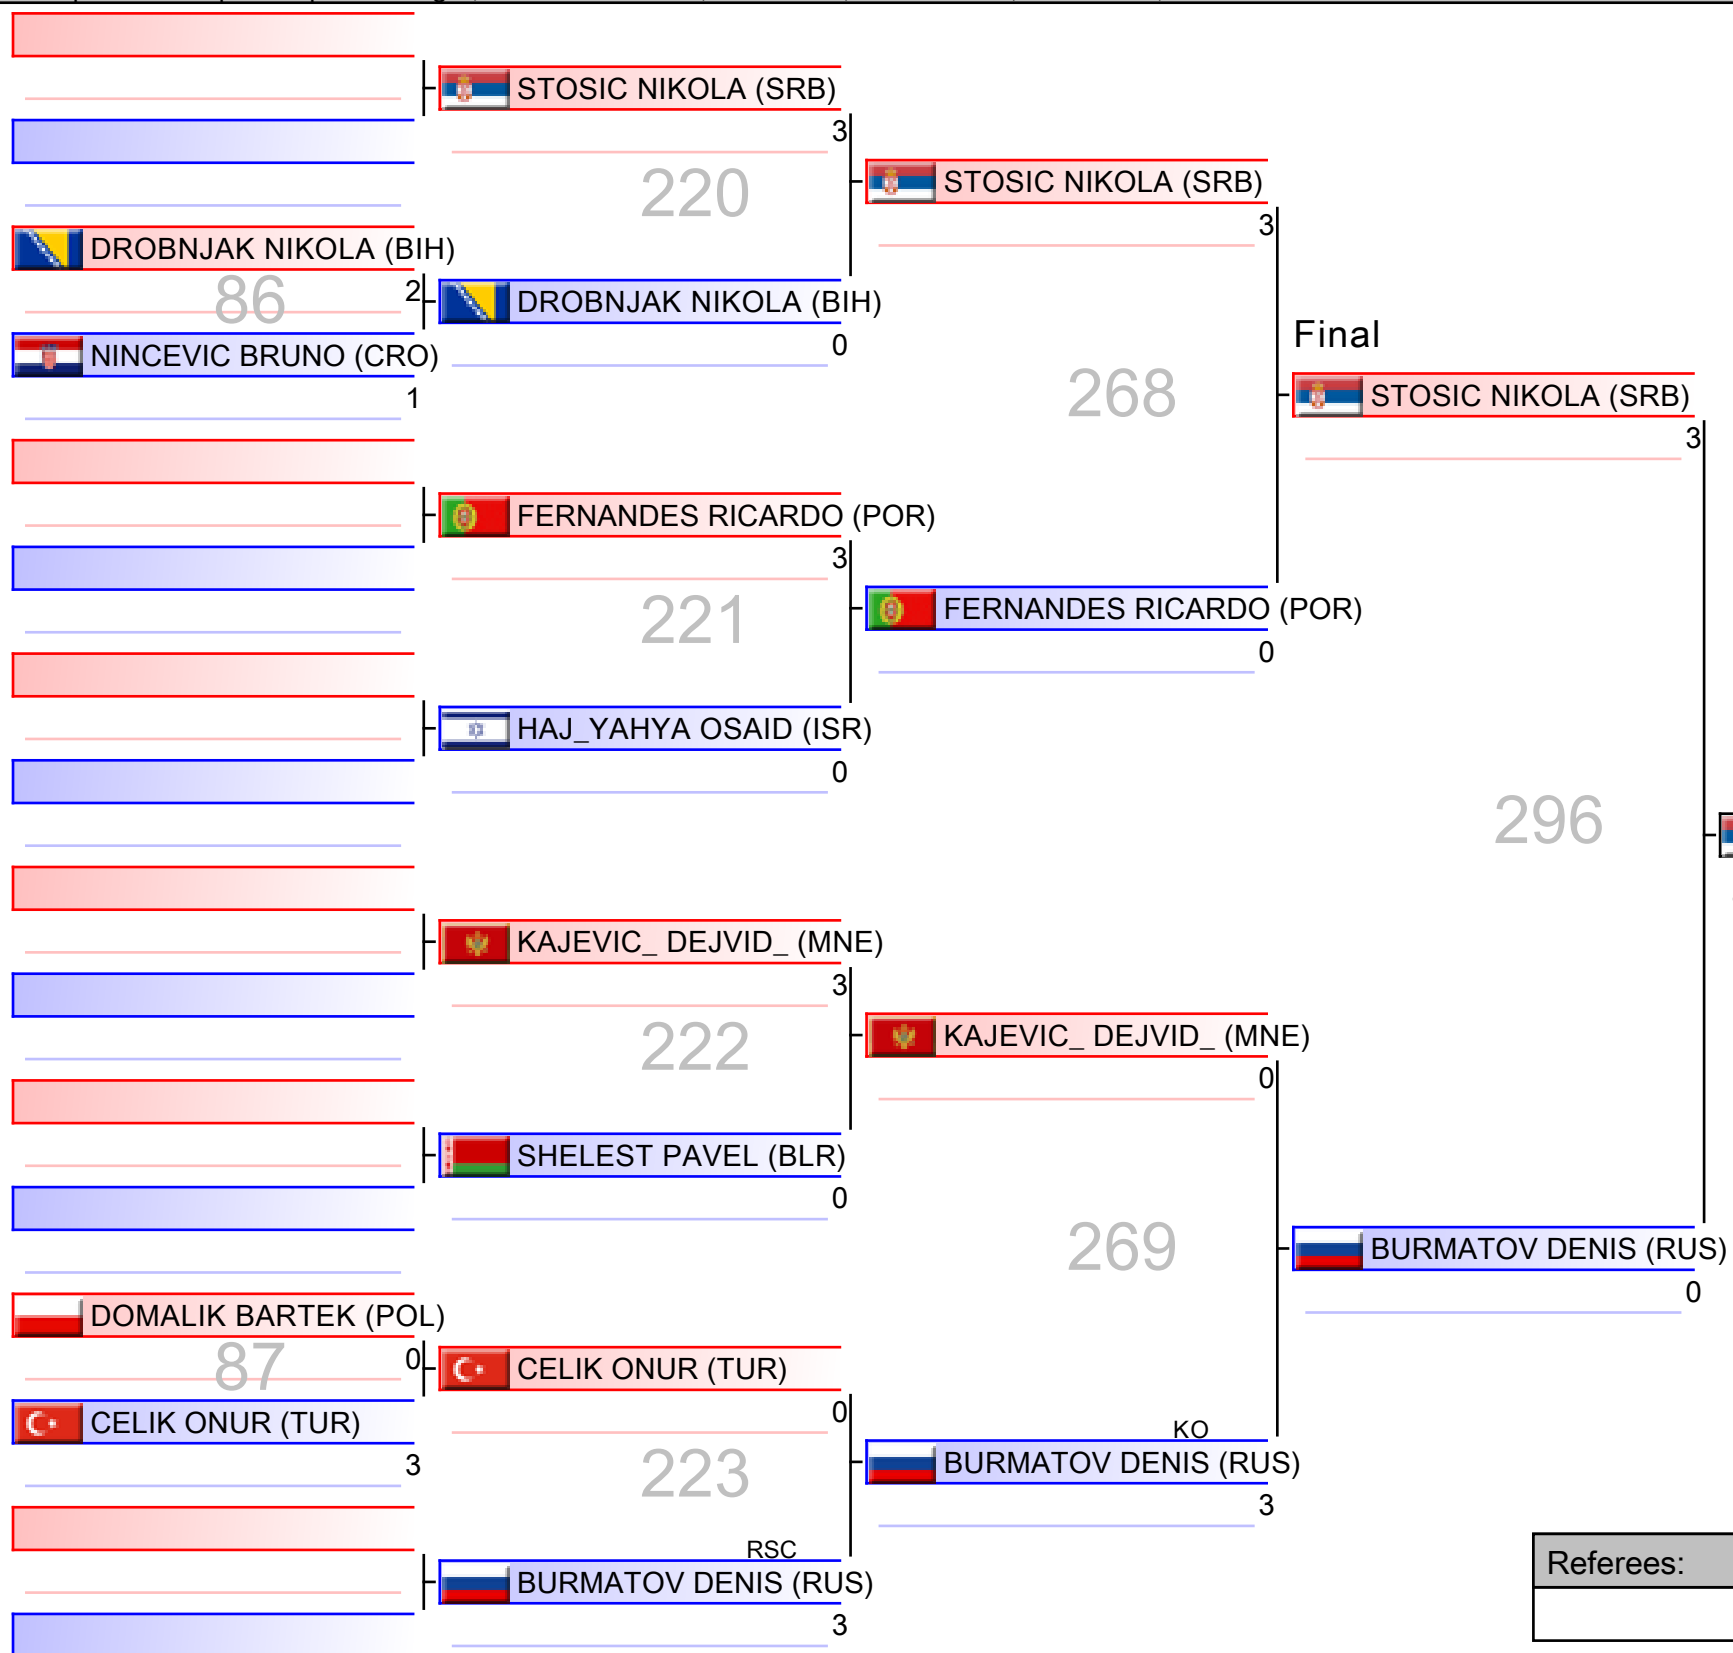 STOSIC NIKOLA (SRB)
3
220
DROBNJAK NIKOLA (BIH)
0
DROBNJAK NIKOLA (BIH)
86
2
NINCEVIC BRUNO (CRO)
1
STOSIC NIKOLA (SRB)
3
268
FERNANDES RICARDO (POR)
3
221
HAJ_YAHYA OSAID (ISR)
0
FERNANDES RICARDO (POR)
0
Final
STOSIC NIKOLA (SRB)
3
296
KAJEVIC_ DEJVID_ (MNE)
3
222
SHELEST PAVEL (BLR)
0
KAJEVIC_ DEJVID_ (MNE)
0
269
BURMATOV DENIS (RUS)
0
DOMALIK BARTEK (POL)
87
0
CELIK ONUR (TUR)
3
CELIK ONUR (TUR)
0
223
RSC
BURMATOV DENIS (RUS)
3
KO
BURMATOV DENIS (RUS)
3
Referees: